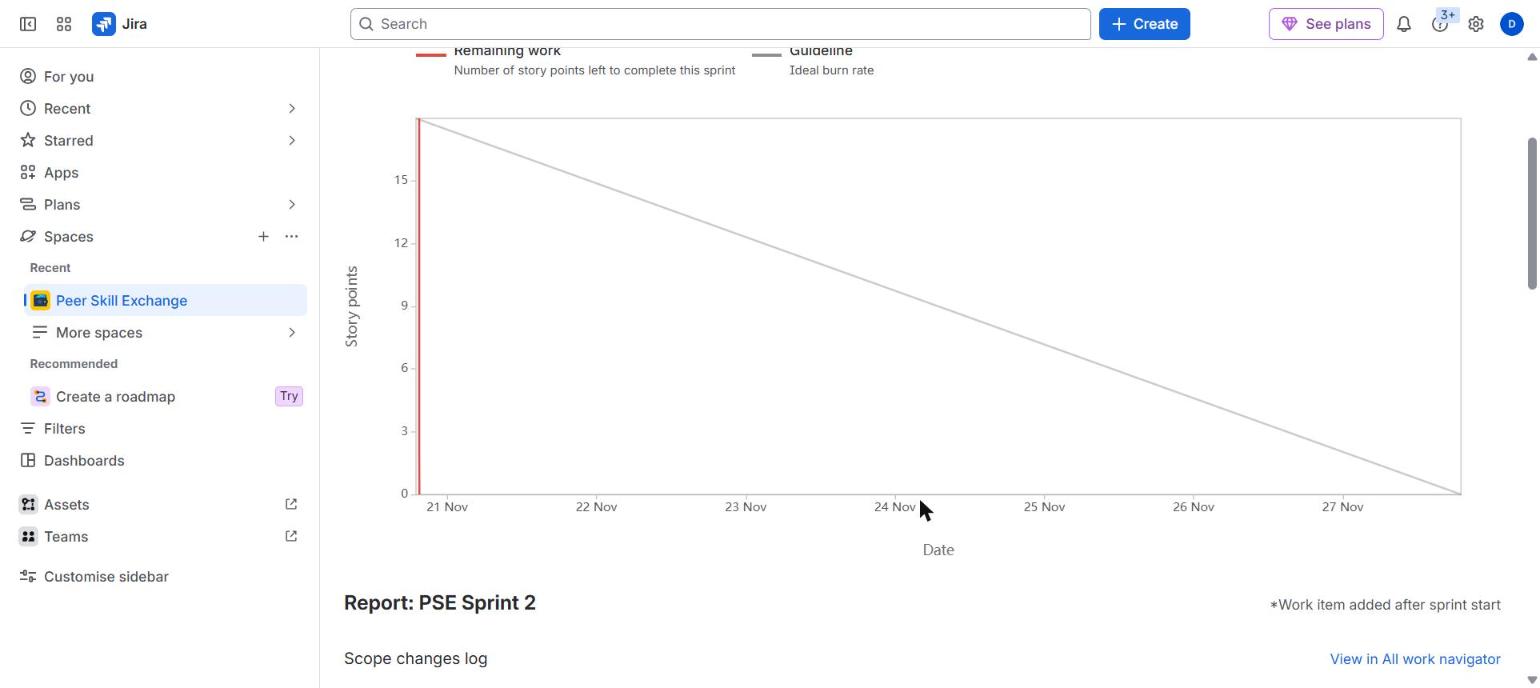 Jira
Search
Create
See plans
3+
D
For you
Recent
Starred
Apps
Plans
Spaces
Recent
Peer Skill Exchange
More spaces
Recommended
Create a roadmap
Try
Filters
Dashboards
Assets
Teams
Customise sidebar
Remaining work
Number of story points left to complete this sprint
Guideline
Ideal burn rate
Story points
15
12
9
6
3
0
21 Nov
22 Nov
23 Nov
24 Nov
25 Nov
26 Nov
27 Nov
Date
Report: PSE Sprint 2
*Work item added after sprint start
Scope changes log
View in All work navigator